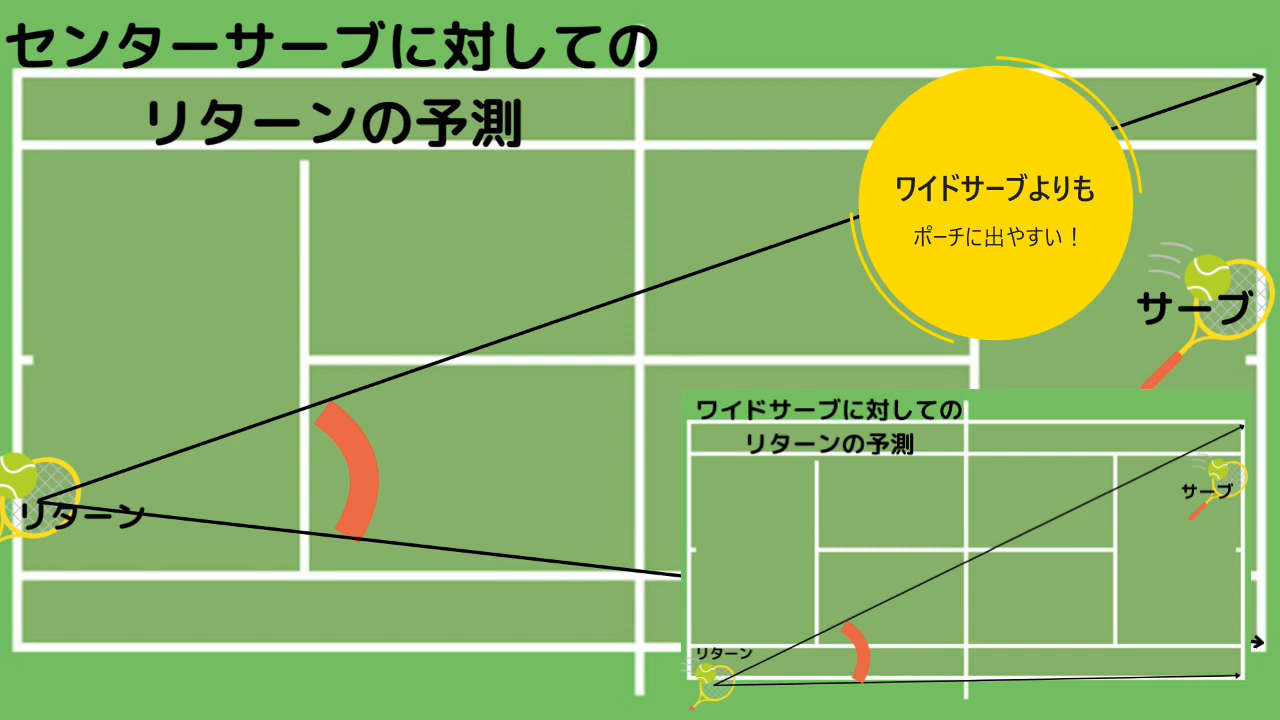 センターサーブに対しての
リターンの予測
ワイドサーブよりも
ポーチに出やすい！
サーブ
リターン
ワイドサーブに対しての
リターンの予測
サーブ
リターン